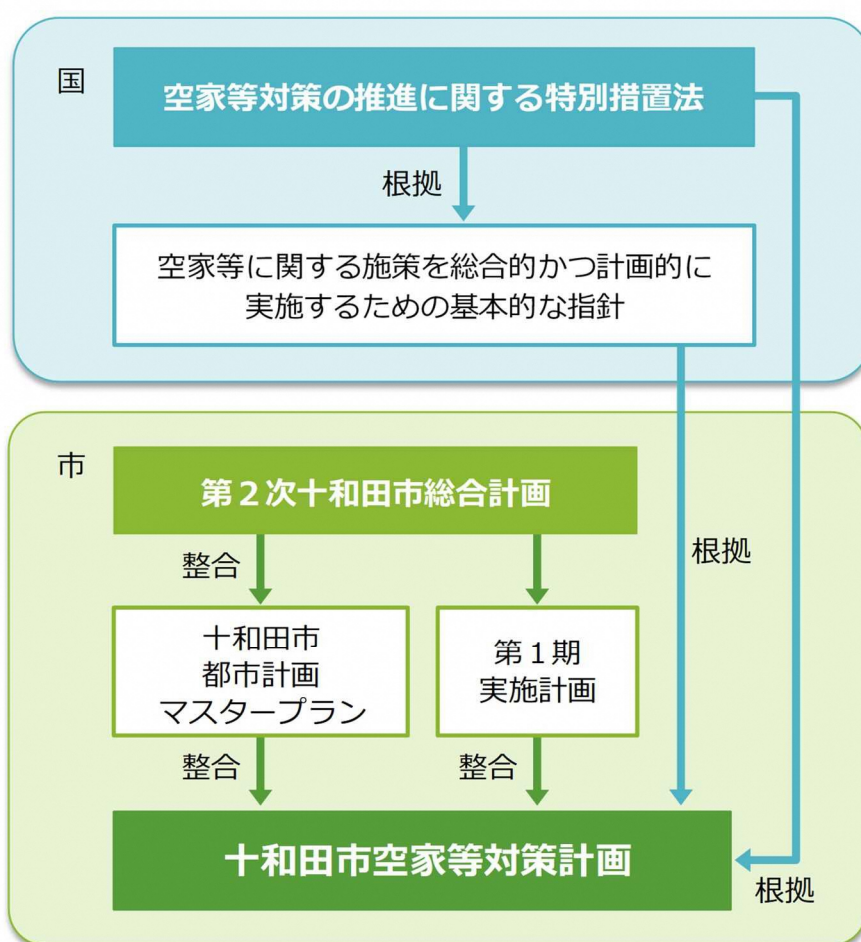 国
空家等対策の推進に関する特別措置法
根拠
空家等に関する施策を総合的かつ計画的に
実施するための基本的な指針
市
第２次十和田市総合計画
整合
根拠
十和田市
都市計画
マスタープラン
第１期
実施計画
整合
整合
十和田市空家等対策計画
根拠